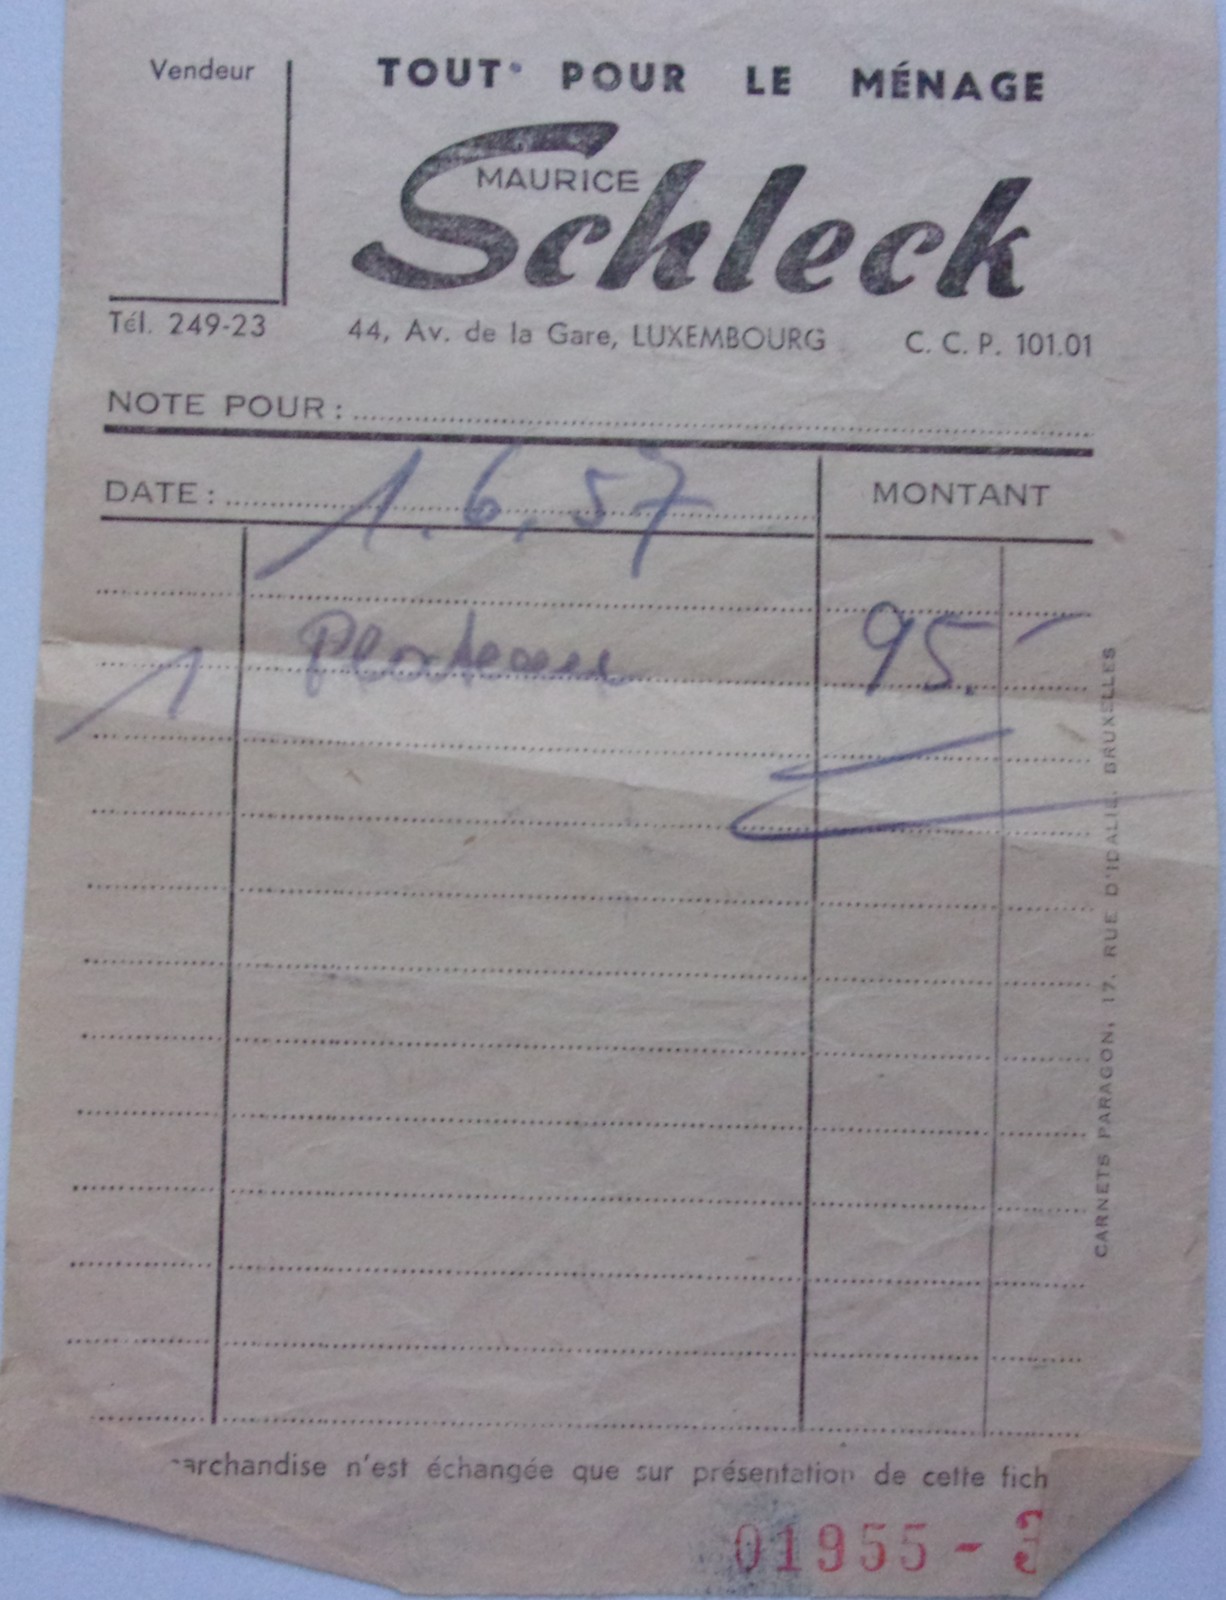 Vendeur
TOUT POUR LE MÉNAGE
MAURICE
Schleck
Tél. 249-23 44, Av. de la Gare, LUXEMBOURG C. C. P. 101.01
NOTE POUR :
DATE : 1.6.57 MONTANT
1 Plateau 95.-
CARNETS PARAGON, 17, RUE D'IDALIE, BRUXELLES
archandise n'est échangée que sur présentation de cette fich
01955 - 3